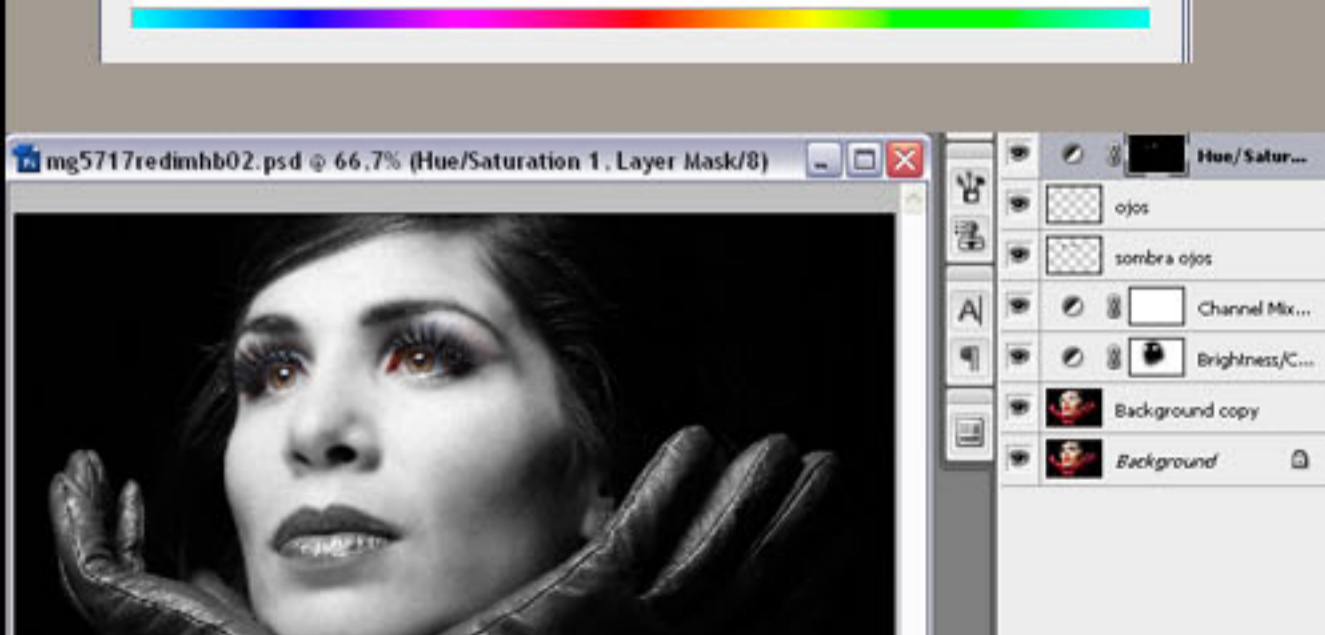 mg5717redimhb02.psd @ 66,7% (Hue/Saturation 1, Layer Mask/8)
Hue/Satur...
ojos
sombra ojos
Channel Mix...
Brightness/C...
Background copy
Background